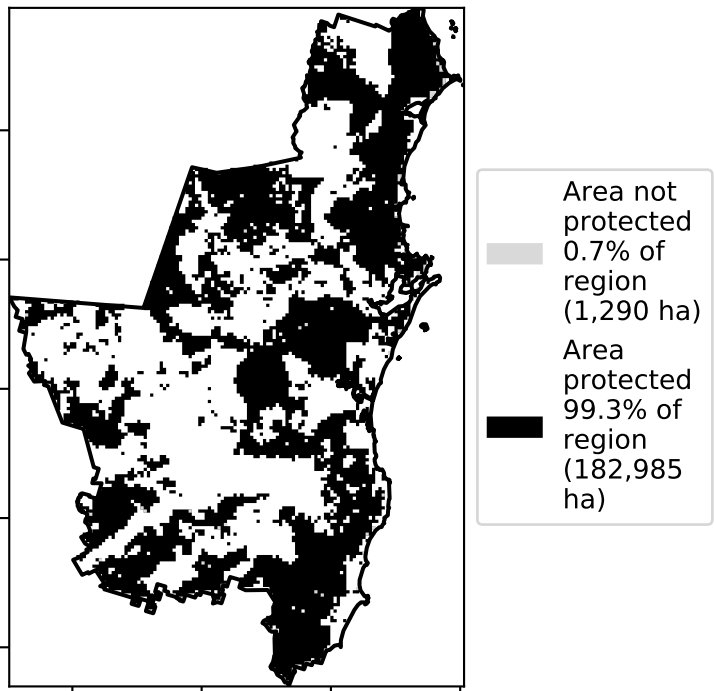 Area not
protected
0.7% of
region
(1,290 ha)
Area
protected
99.3% of
region
(182,985
ha)